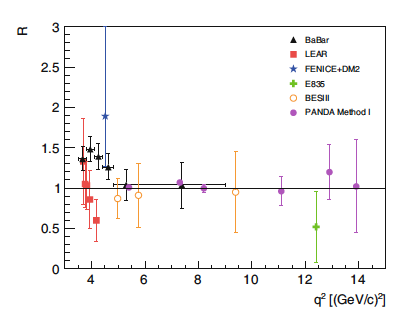 R
3
2.5
2
1.5
1
0.5
0
BaBar
LEAR
FENICE+DM2
E835
BESIII
PANDA Method I
4 6 8 10 12 14
q² [(GeV/c)²]